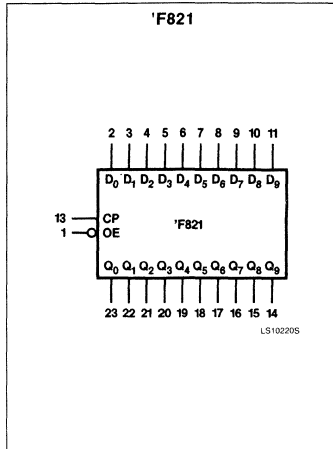 'F821
2 3 4 5 6 7 8 9 10 11
D0 D1 D2 D3 D4 D5 D6 D7 D8 D9
13 CP
'F821
1 OE
Q0 Q1 Q2 Q3 Q4 Q5 Q6 Q7 Q8 Q9
23 22 21 20 19 18 17 16 15 14
LS10220S